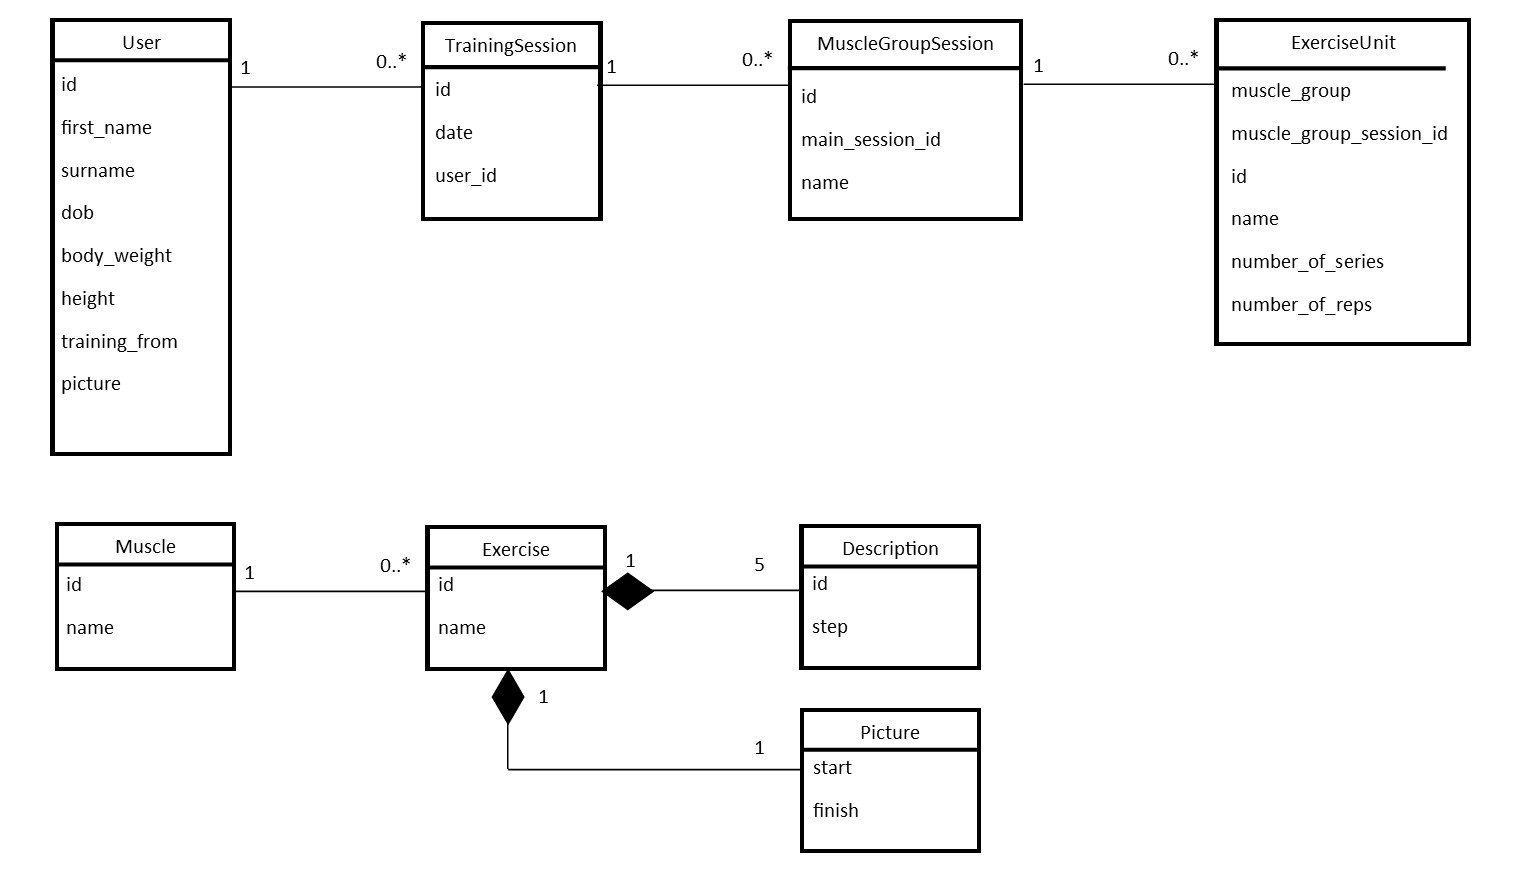 User
id
first_name
surname
dob
body_weight
height
training_from
picture
1
0..*
TrainingSession
id
date
user_id
1
0..*
MuscleGroupSession
id
main_session_id
name
1
0..*
ExerciseUnit
muscle_group
muscle_group_session_id
id
name
number_of_series
number_of_reps
Muscle
id
name
1
0..*
Exercise
id
name
1
5
Description
id
step
1
1
Picture
start
finish